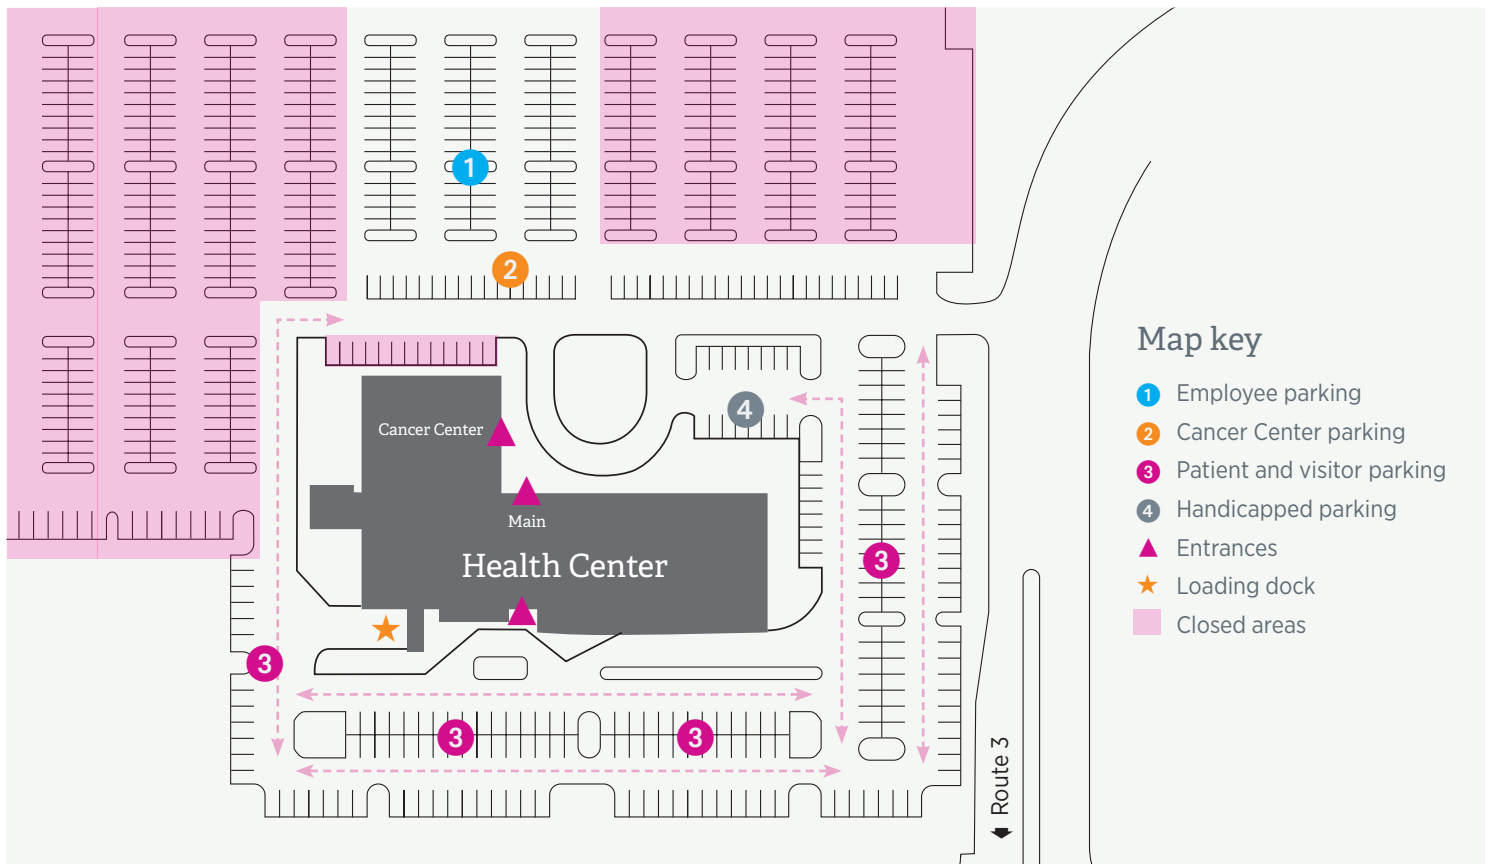 1
2
Cancer Center
4
Main
Health Center
3
3
3
3
Route 3
Map key
1 Employee parking
2 Cancer Center parking
3 Patient and visitor parking
4 Handicapped parking
Entrances
Loading dock
Closed areas